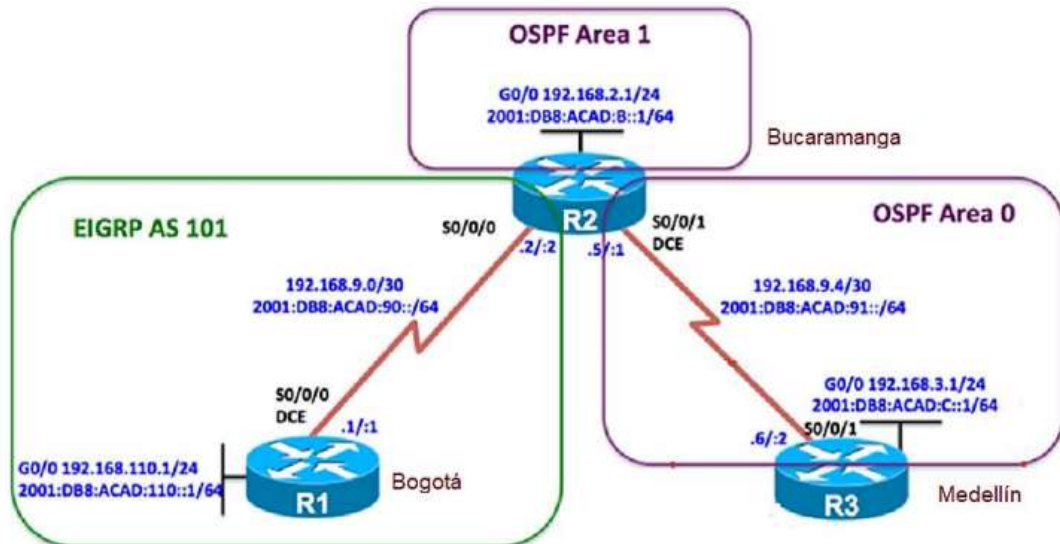 OSPF Area 1
G0/0 192.168.2.1/24
2001:DB8:ACAD:B::1/64
Bucaramanga
R2
EIGRP AS 101
S0/0/0
.2/:2
.5/:1
S0/0/1
DCE
OSPF Area 0
192.168.9.0/30
2001:DB8:ACAD:90::/64
192.168.9.4/30
2001:DB8:ACAD:91::/64
S0/0/0
DCE
.1/:1
G0/0 192.168.3.1/24
2001:DB8:ACAD:C::1/64
.6/:2
S0/0/1
G0/0 192.168.110.1/24
2001:DB8:ACAD:110::1/64
R1
Bogotá
R3
Medellín